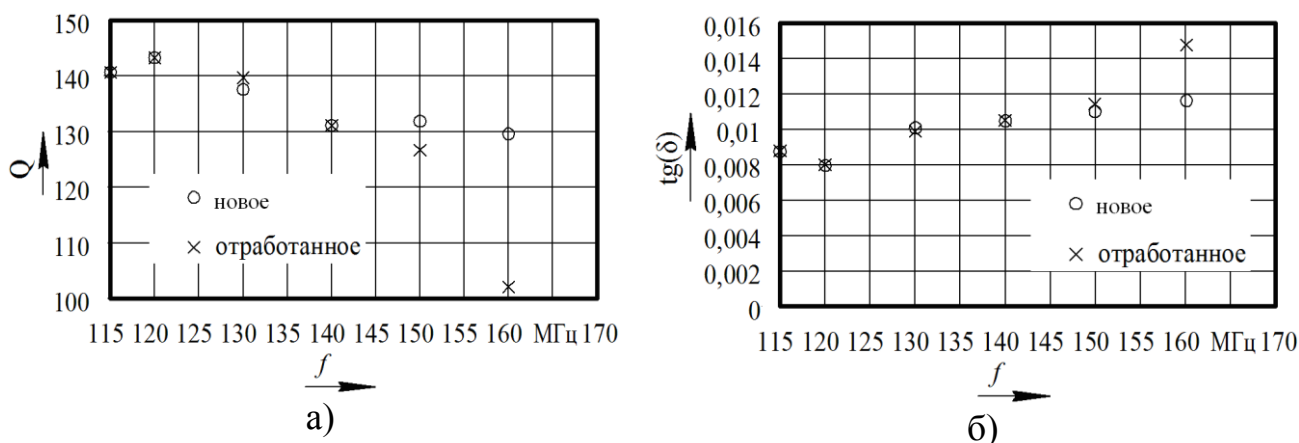 150
140
130
120
110
100
Q
новое
отработанное
115 120 125 130 135 140 145 150 155 160 МГц 170
f
а)
0,016
0,014
0,012
0,01
0,008
0,006
0,004
0,002
0
tg(δ)
новое
отработанное
115 120 125 130 135 140 145 150 155 160 МГц 170
f
б)